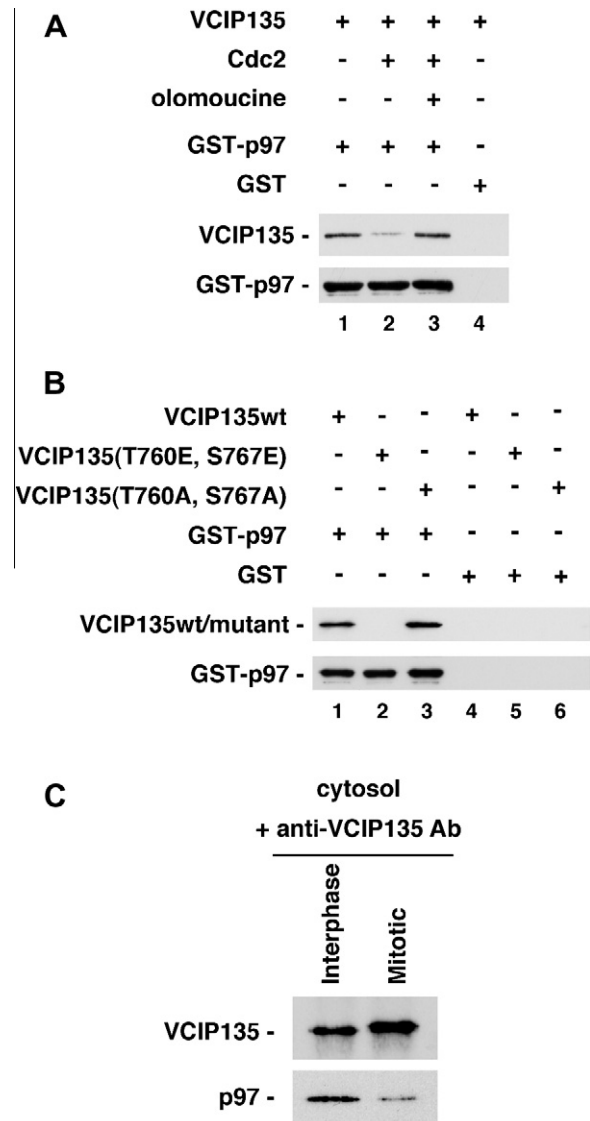 A
VCIP135 + + + +
Cdc2 - + + -
olomoucine - - + -
GST-p97 + + + -
GST - - - +
VCIP135 -
GST-p97 -
1 2 3 4
B
VCIP135wt + - - + - -
VCIP135(T760E, S767E) - + - - + -
VCIP135(T760A, S767A) - - + - - +
GST-p97 + + + - - -
GST - - - + + +
VCIP135wt/mutant -
GST-p97 -
1 2 3 4 5 6
C
cytosol
+ anti-VCIP135 Ab
Interphase
Mitotic
VCIP135 -
p97 -